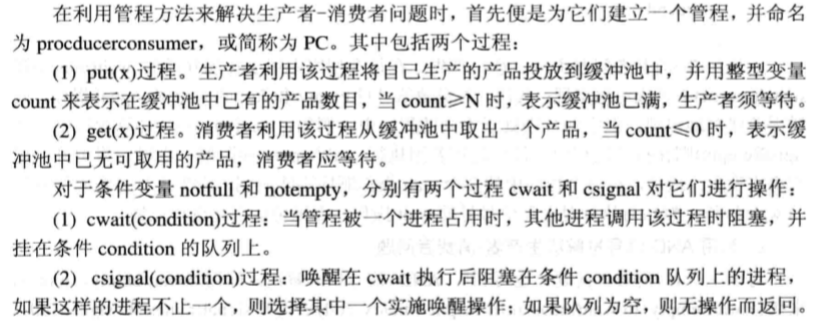 在利用管程方法来解决生产者-消费者问题时，首先便是为它们建立一个管程，并命名
为 procducerconsumer，或简称为 PC。其中包括两个过程：
(1) put(x)过程。生产者利用该过程将自己生产的产品投放到缓冲池中，并用整型变量
count 来表示在缓冲池中已有的产品数目，当 count≥N 时，表示缓冲池已满，生产者须等待。
(2) get(x)过程。消费者利用该过程从缓冲池中取出一个产品，当 count≤0 时，表示缓
冲池中已无可取用的产品，消费者应等待。
对于条件变量 notfull 和 notempty，分别有两个过程 cwait 和 csignal 对它们进行操作：
(1) cwait(condition)过程：当管程被一个进程占用时，其他进程调用该过程时阻塞，并
挂在条件 condition 的队列上。
(2) csignal(condition)过程：唤醒在 cwait 执行后阻塞在条件 condition 队列上的进程，
如果这样的进程不止一个，则选择其中一个实施唤醒操作；如果队列为空，则无操作而返回。